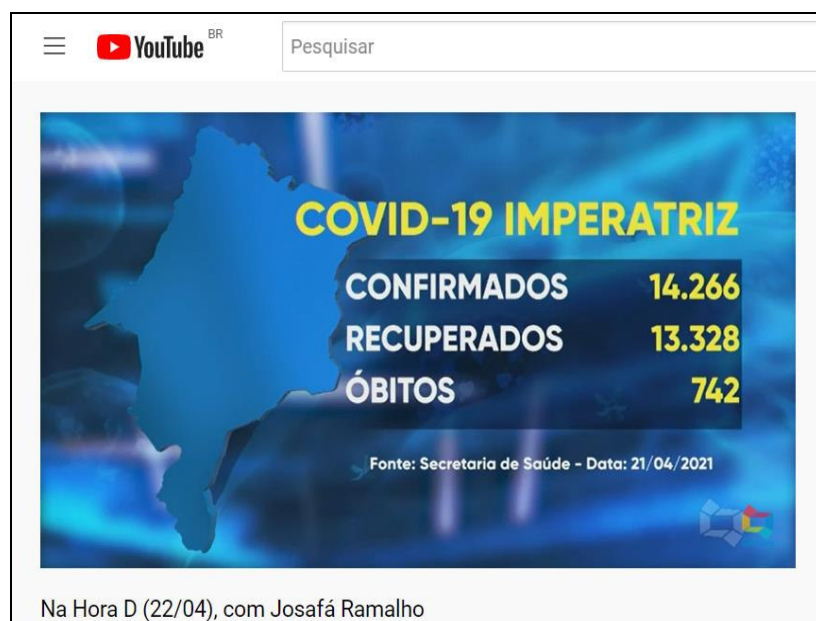 YouTube BR
Pesquisar
COVID-19 IMPERATRIZ
CONFIRMADOS 14.266
RECUPERADOS 13.328
ÓBITOS 742
Fonte: Secretaria de Saúde - Data: 21/04/2021
Na Hora D (22/04), com Josafá Ramalho